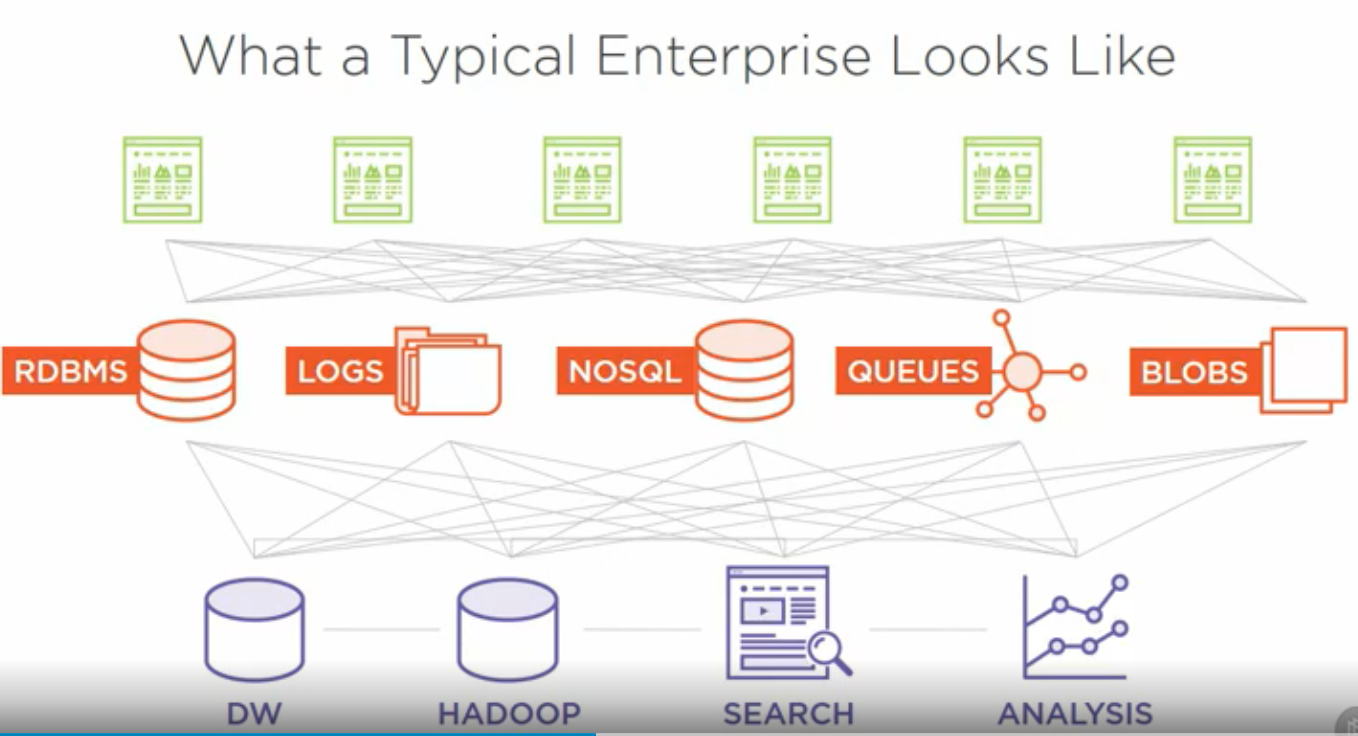 What a Typical Enterprise Looks Like
RDBMS LOGS NOSQL QUEUES BLOBS
DW HADOOP SEARCH ANALYSIS